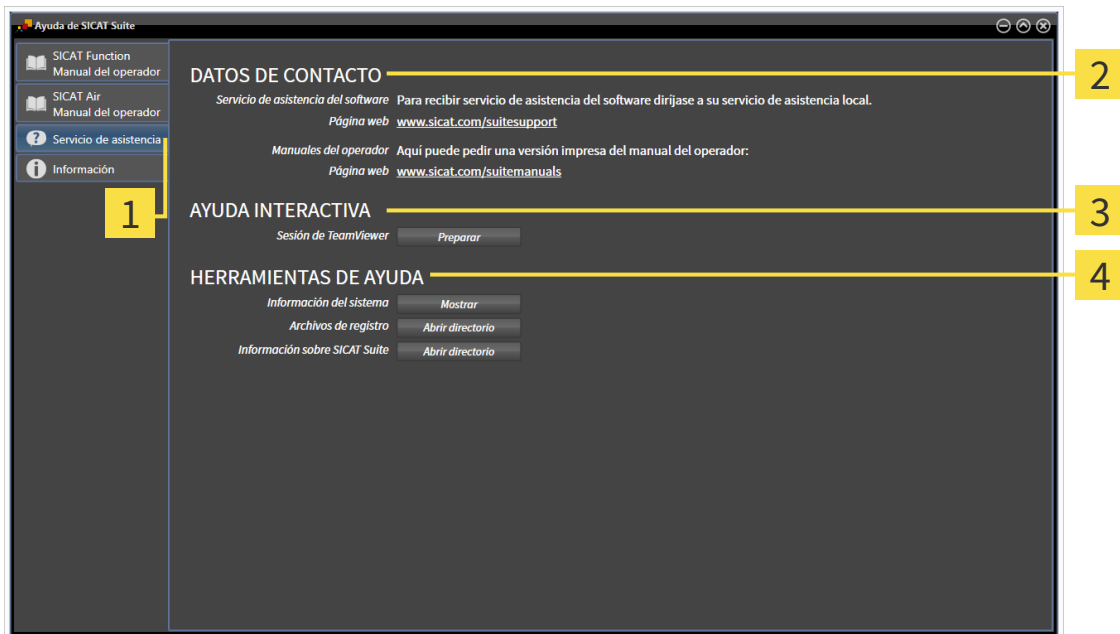 Ayuda de SICAT Suite
SICAT Function
Manual del operador
SICAT Air
Manual del operador
Servicio de asistencia
Información
1
DATOS DE CONTACTO
2
Servicio de asistencia del software Para recibir servicio de asistencia del software diríjase a su servicio de asistencia local.
Página web www.sicat.com/suitesupport
Manuales del operador Aquí puede pedir una versión impresa del manual del operador:
Página web www.sicat.com/suitemanuals
AYUDA INTERACTIVA
3
Sesión de TeamViewer Preparar
HERRAMIENTAS DE AYUDA
4
Información del sistema Mostrar
Archivos de registro Abrir directorio
Información sobre SICAT Suite Abrir directorio